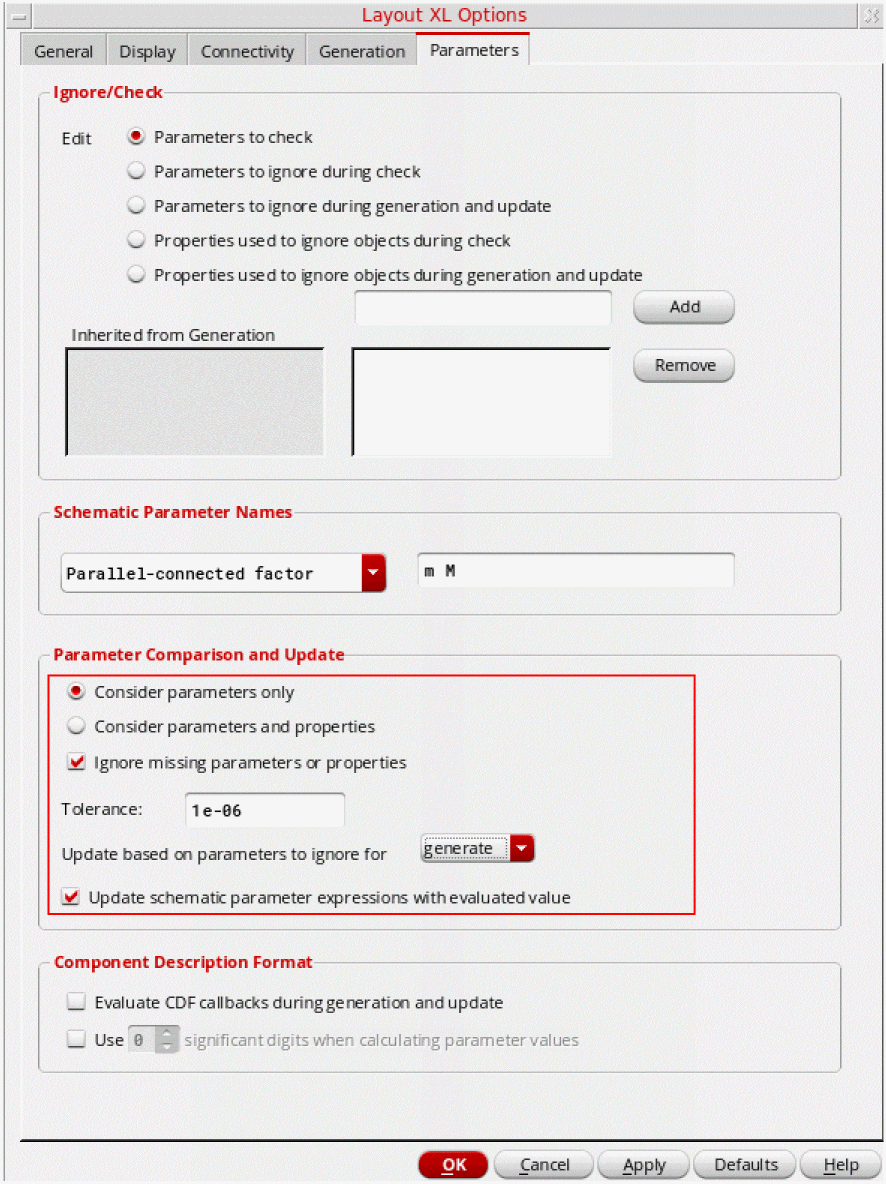 Layout XL Options
General Display Connectivity Generation Parameters
Ignore/Check
Edit Parameters to check
Parameters to ignore during check
Parameters to ignore during generation and update
Properties used to ignore objects during check
Properties used to ignore objects during generation and update
Add
Inherited from Generation
Remove
Schematic Parameter Names
Parallel-connected factor m M
Parameter Comparison and Update
Consider parameters only
Consider parameters and properties
Ignore missing parameters or properties
Tolerance: 1e-06
Update based on parameters to ignore for generate
Update schematic parameter expressions with evaluated value
Component Description Format
Evaluate CDF callbacks during generation and update
Use 0 significant digits when calculating parameter values
OK Cancel Apply Defaults Help